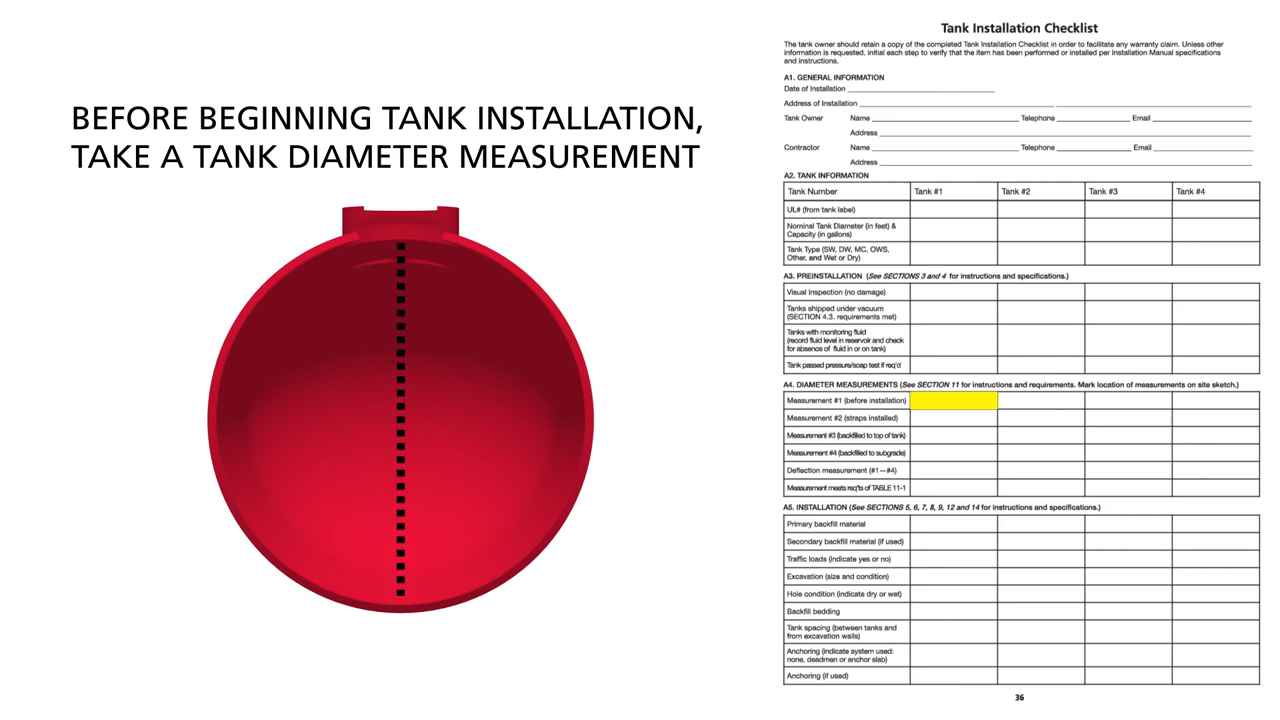 BEFORE BEGINNING TANK INSTALLATION,
TAKE A TANK DIAMETER MEASUREMENT
Tank Installation Checklist
The tank owner should retain a copy of the completed Tank Installation Checklist in order to facilitate any warranty claim. Unless other
information is requested, initial each step to verify that the item has been performed or installed per Installation Manual specifications
and instructions.
A1. GENERAL INFORMATION
Date of Installation
Address of Installation
Tank Owner Name Telephone Email
Address
Contractor Name Telephone Email
Address
A2. TANK INFORMATION
Tank Number Tank #1 Tank #2 Tank #3 Tank #4
UL# (from tank label)
Nominal Tank Diameter (in feet) &
Capacity (in gallons)
Tank Type (SW, DW, MC, OWS,
Other, and Wet or Dry)
A3. PREINSTALLATION (See SECTIONS 3 and 4 for instructions and specifications.)
Visual Inspection (no damage)
Tanks shipped under vacuum
(SECTION 4.3. requirements met)
Tanks with monitoring fluid
(record fluid level in reservoir and check
for absence of fluid in or on tank)
Tank passed pressure/soap test if req'd
A4. DIAMETER MEASUREMENTS (See SECTION 11 for instructions and requirements. Mark location of measurements on site sketch.)
Measurement #1 (before installation)
Measurement #2 (straps installed)
Measurement #3 (backfilled to top of tank)
Measurement #4 (backfilled to subgrade)
Deflection measurement (#1—#4)
Measurement meets req'ts of TABLE 11-1
A5. INSTALLATION (See SECTIONS 5, 6, 7, 8, 9, 12 and 14 for instructions and specifications.)
Primary backfill material
Secondary backfill material (if used)
Traffic loads (indicate yes or no)
Excavation (size and condition)
Hole condition (indicate dry or wet)
Backfill bedding
Tank spacing (between tanks and
from excavation walls)
Anchoring (indicate system used:
none, deadmen or anchor slab)
Anchoring (if used)
36